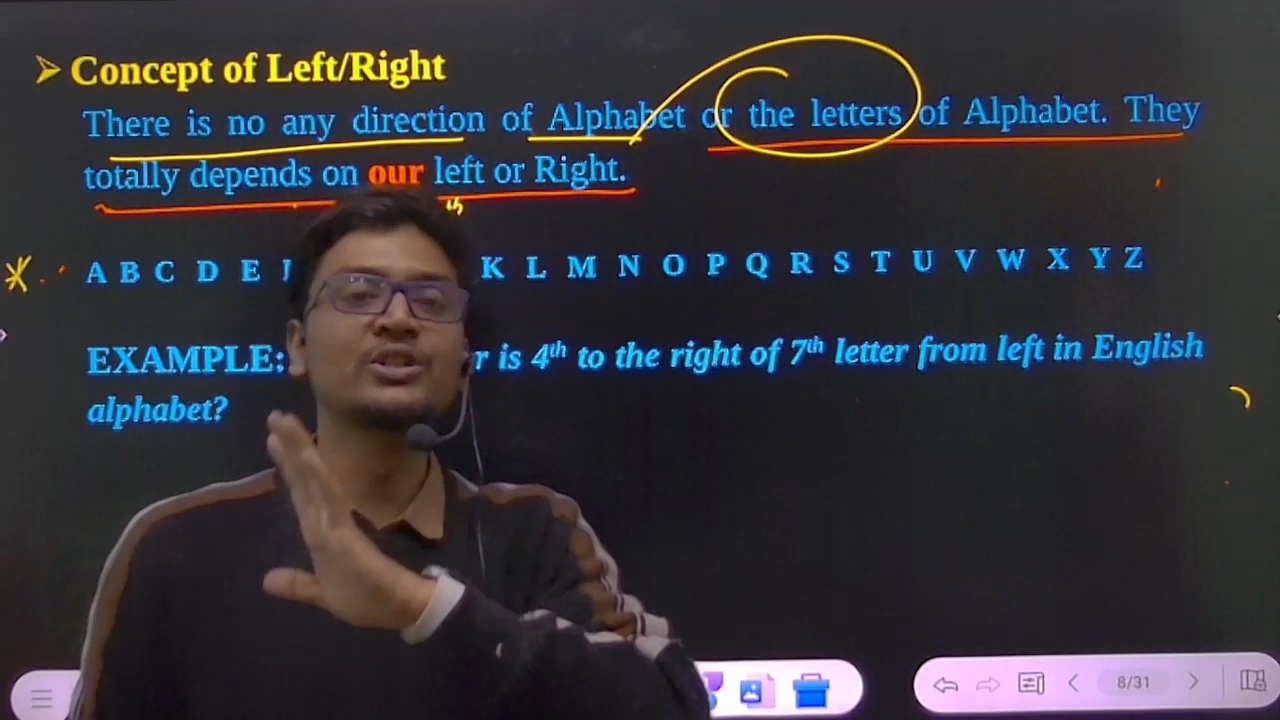 ➤ Concept of Left/Right
There is no any direction of Alphabet or the letters of Alphabet. They
totally depends on our left or Right.
th
A B C D E K L M N O P Q R S T U V W X Y Z
EXAMPLE: r is 4th to the right of 7th letter from left in English
alphabet?
8/31